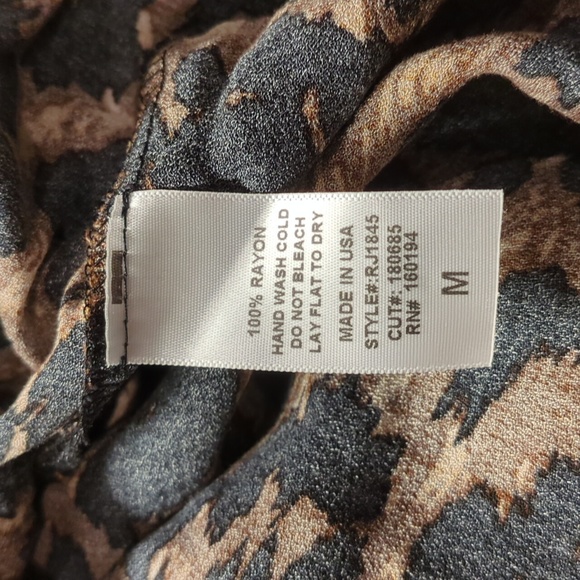 100% RAYON
HAND WASH COLD
DO NOT BLEACH
LAY FLAT TO DRY
MADE IN USA
STYLE#:RJ1845
CUT#: 180685
RN# 160194
M